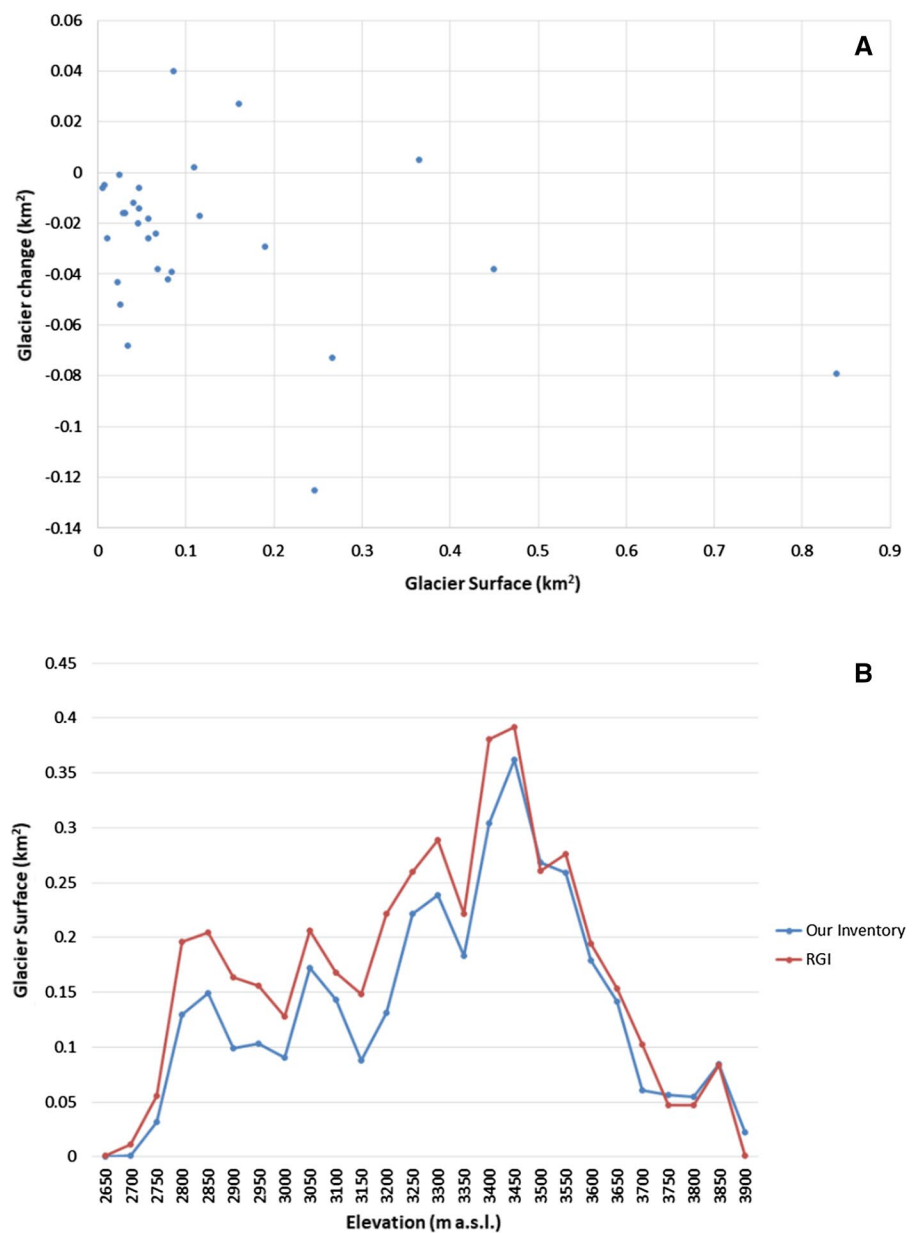 A
0.06
0.04
0.02
0
-0.02
-0.04
-0.06
-0.08
-0.1
-0.12
-0.14
Glacier change (km²)
0 0.1 0.2 0.3 0.4 0.5 0.6 0.7 0.8 0.9
Glacier Surface (km²)
B
0.45
0.4
0.35
0.3
0.25
0.2
0.15
0.1
0.05
0
Glacier Surface (km²)
Our Inventory
RGI
2650 2700 2750 2800 2850 2900 2950 3000 3050 3100 3150 3200 3250 3300 3350 3400 3450 3500 3550 3600 3650 3700 3750 3800 3850 3900
Elevation (m a.s.l.)